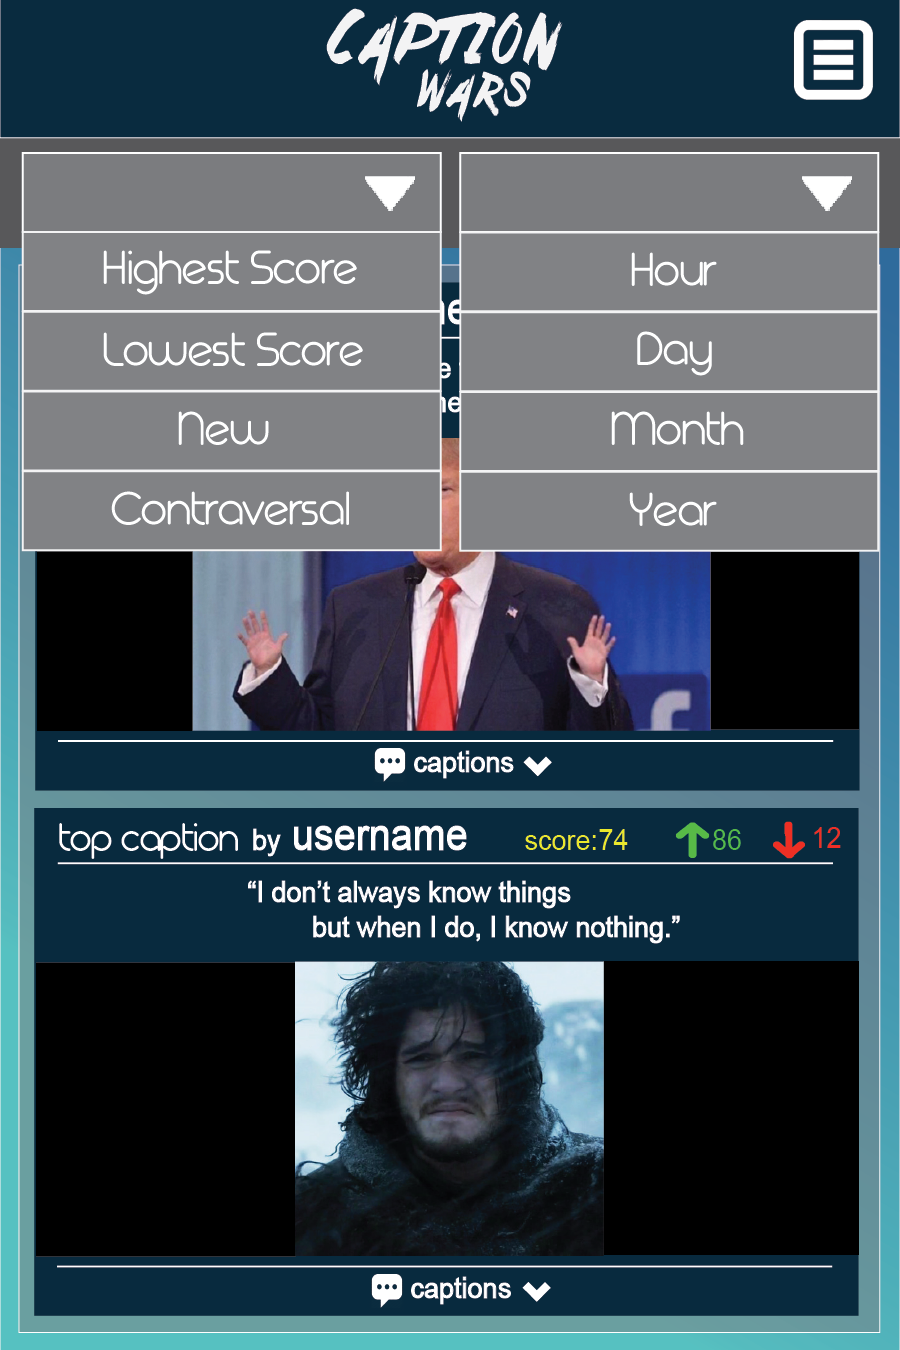 CAPTION
WARS
Highest Score
Hour
Lowest Score
Day
New
Month
Contraversal
Year
captions
top caption by username score:74 86 12
“I don’t always know things
but when I do, I know nothing.”
captions